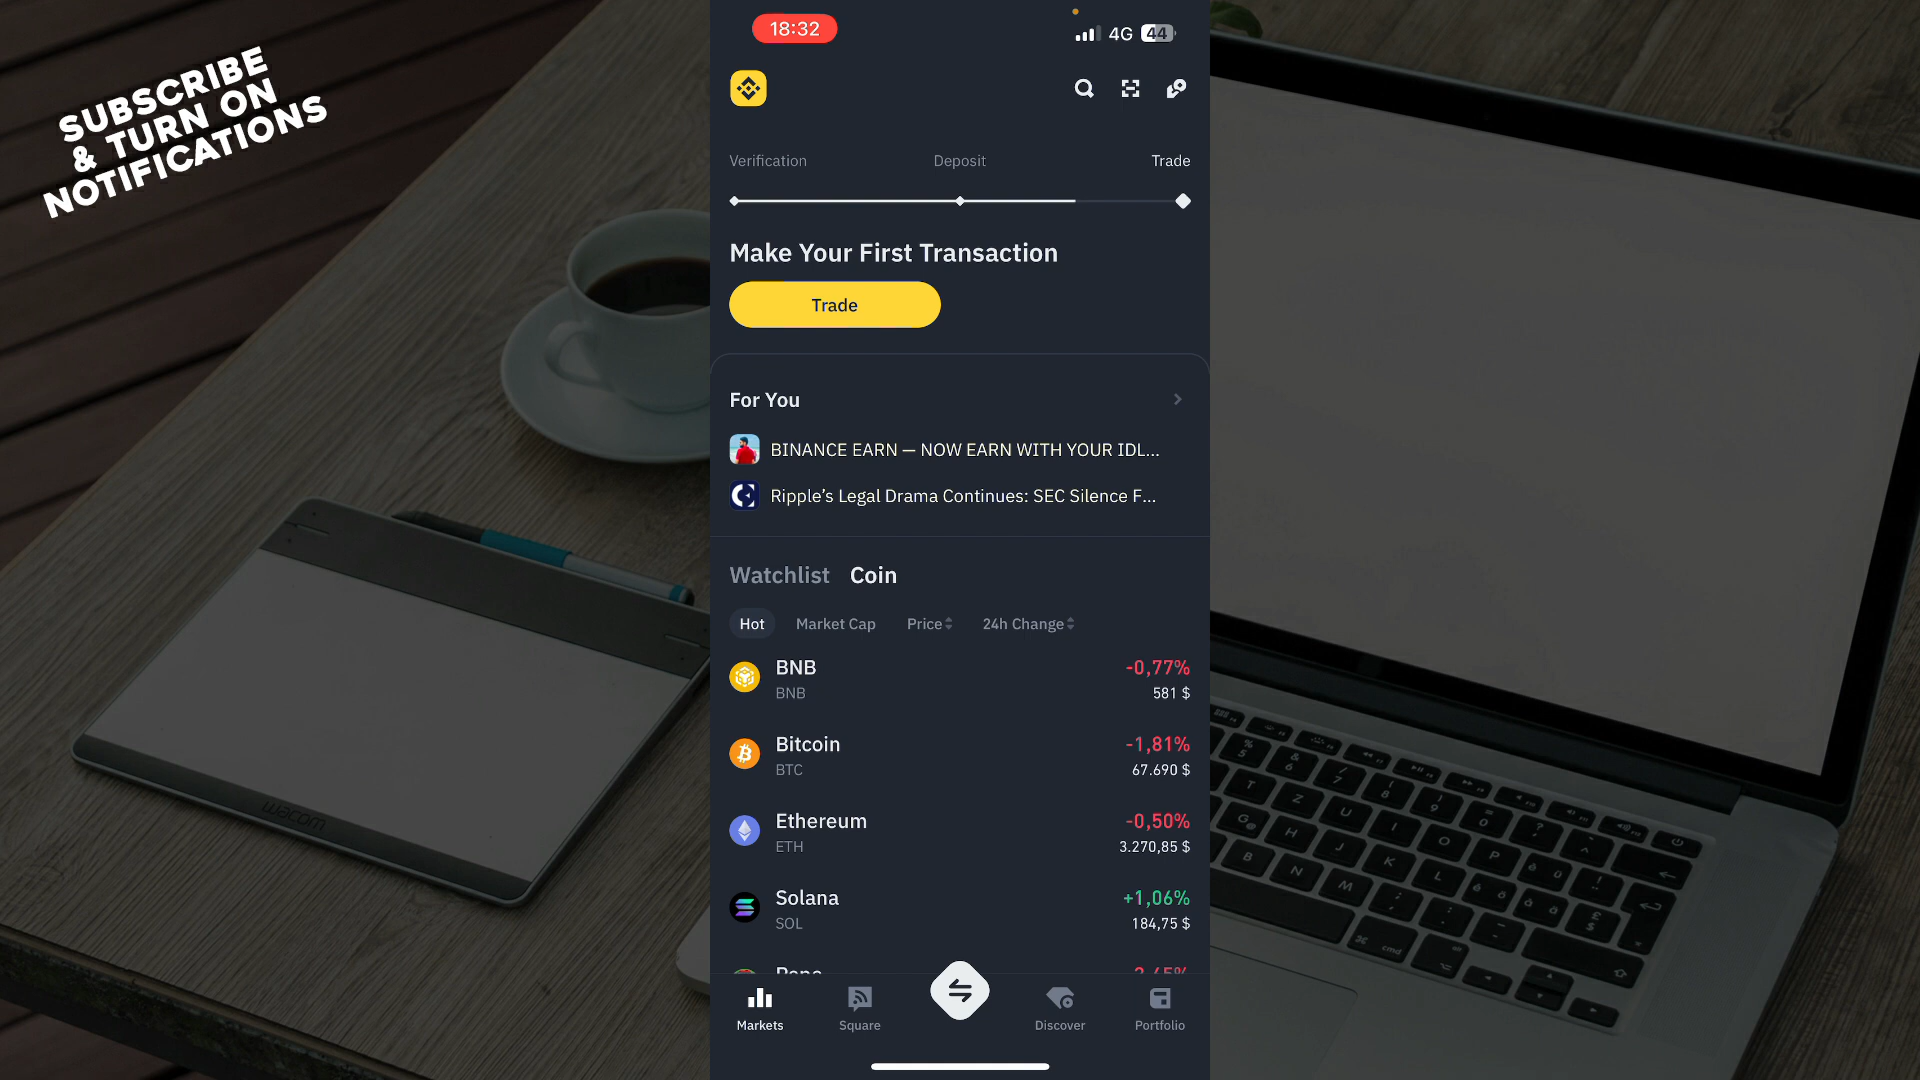 SUBSCRIBE
& TURN ON
NOTIFICATIONS
18:32
4G 44
Verification Deposit Trade
Make Your First Transaction
Trade
For You
BINANCE EARN — NOW EARN WITH YOUR IDL...
Ripple’s Legal Drama Continues: SEC Silence F...
Watchlist Coin
Hot Market Cap Price 24h Change
BNB -0,77%
BNB 581 $
Bitcoin -1,81%
BTC 67.690 $
Ethereum -0,50%
ETH 3.270,85 $
Solana +1,06%
SOL 184,75 $
Markets Square Discover Portfolio
wacom